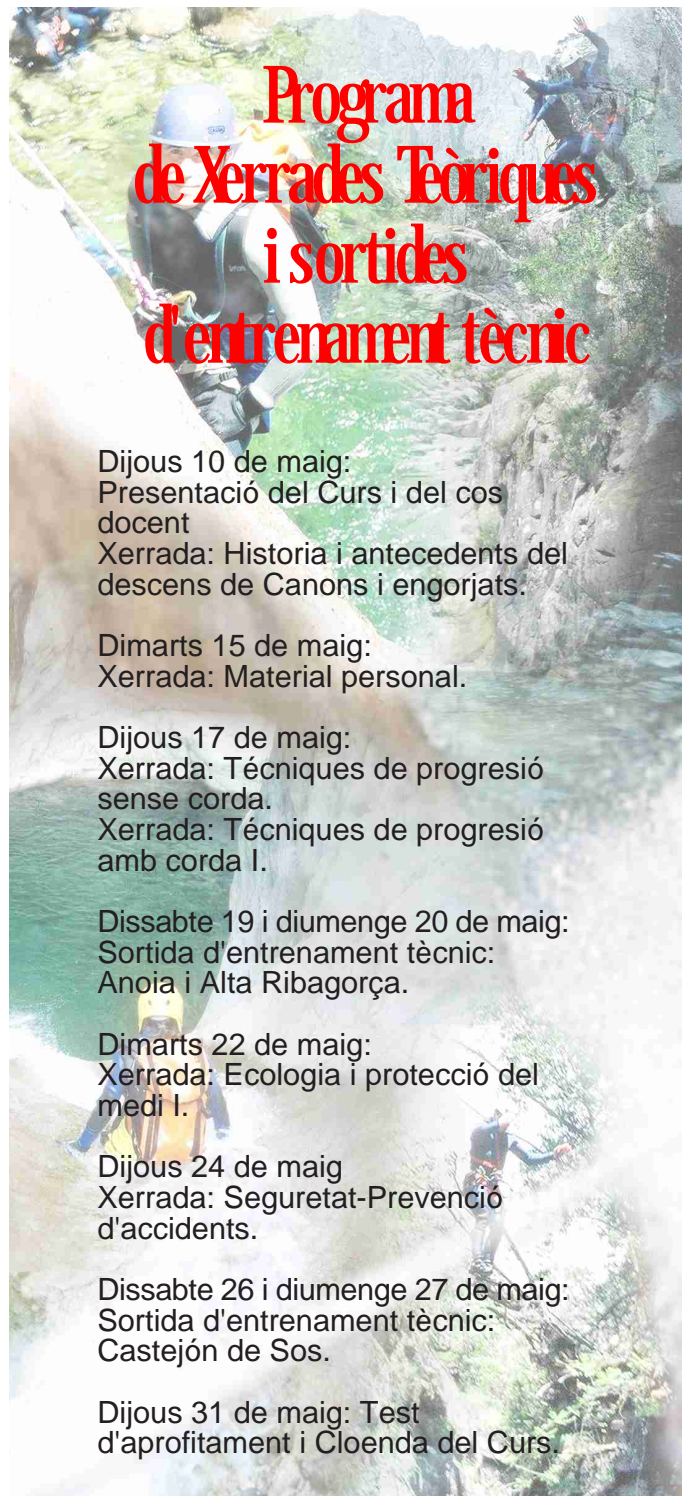 Programa
de Xerrades Teòriques
i sortides
d'entrenament tècnic
Dijous 10 de maig:
Presentació del Curs i del cos
docent
Xerrada: Historia i antecedents del
descens de Canons i engorjats.
Dimarts 15 de maig:
Xerrada: Material personal.
Dijous 17 de maig:
Xerrada: Técniques de progresió
sense corda.
Xerrada: Técniques de progresió
amb corda I.
Dissabte 19 i diumenge 20 de maig:
Sortida d'entrenament tècnic:
Anoia i Alta Ribagorça.
Dimarts 22 de maig:
Xerrada: Ecologia i protecció del
medi I.
Dijous 24 de maig
Xerrada: Seguretat-Prevenció
d'accidents.
Dissabte 26 i diumenge 27 de maig:
Sortida d'entrenament tècnic:
Castejón de Sos.
Dijous 31 de maig: Test
d'aprofitament i Cloenda del Curs.